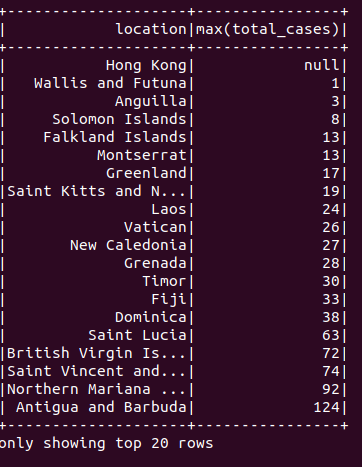 +--------------------+----------------+
|            location|max(total_cases)|
+--------------------+----------------+
|           Hong Kong|            null|
|   Wallis and Futuna|               1|
|            Anguilla|               3|
|     Solomon Islands|               8|
|    Falkland Islands|              13|
|          Montserrat|              13|
|           Greenland|              17|
|Saint Kitts and N...|              19|
|                Laos|              24|
|             Vatican|              26|
|       New Caledonia|              27|
|             Grenada|              28|
|               Timor|              30|
|                Fiji|              33|
|            Dominica|              38|
|         Saint Lucia|              63|
|British Virgin Is...|              72|
|Saint Vincent and...|              74|
|Northern Mariana ...|              92|
| Antigua and Barbuda|             124|
+--------------------+----------------+
only showing top 20 rows